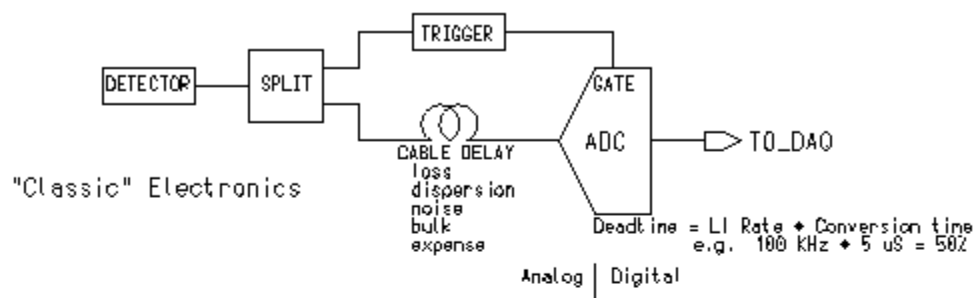 TRIGGER
DETECTOR
SPLIT
GATE
ADC
TO_DAQ
CABLE DELAY
loss
dispersion
noise
bulk
expense
"Classic" Electronics
Deadtime = L1 Rate * Conversion time
e.g. 100 KHz * 5 uS = 50%
Analog | Digital